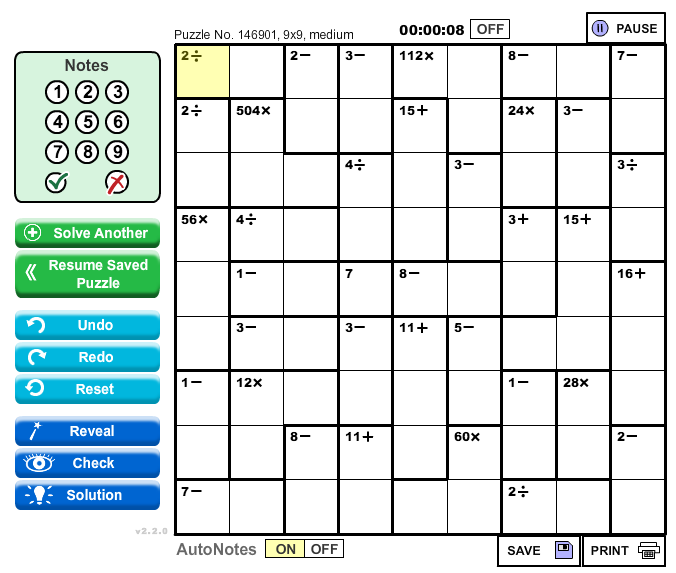 Puzzle No. 146901, 9x9, medium
00:00:08 OFF
PAUSE
Notes
1 2 3
4 5 6
7 8 9
Solve Another
Resume Saved
Puzzle
Undo
Redo
Reset
Reveal
Check
Solution
v2.2.0
2÷ 2− 3− 112× 8− 7−
2÷ 504× 15+ 24× 3−
4÷ 3− 3÷
56× 4÷ 3+ 15+
1− 7 8− 16+
3− 3− 11+ 5−
1− 12× 1− 28×
8− 11+ 60× 2−
7− 2÷
AutoNotes ON OFF
SAVE
PRINT